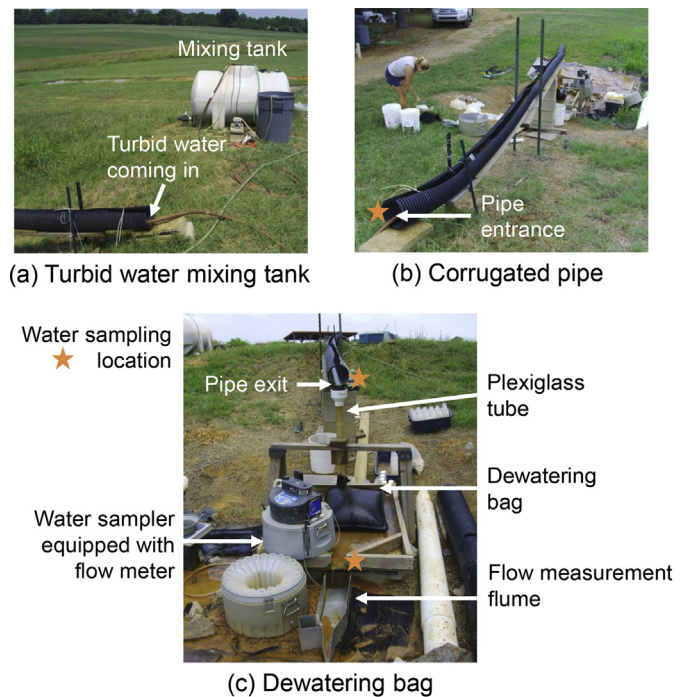 Mixing tank
Turbid water
coming in
(a) Turbid water mixing tank
Pipe
entrance
(b) Corrugated pipe
Water sampling
location
Pipe exit
Plexiglass
tube
Dewatering
bag
Water sampler
equipped with
flow meter
Flow measurement
flume
(c) Dewatering bag